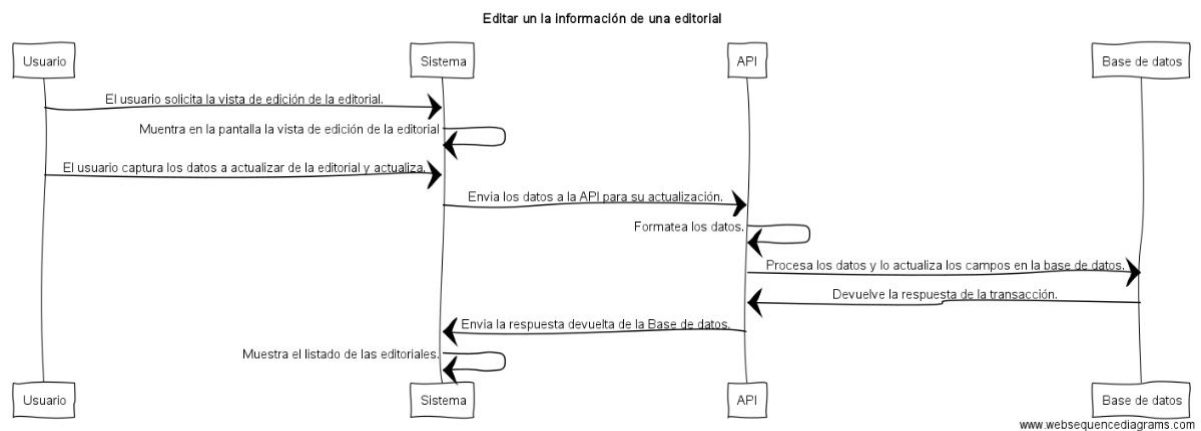 Editar un la información de una editorial
Usuario
Sistema
API
Base de datos
El usuario solicita la vista de edición de la editorial.
Muentra en la pantalla la vista de edición de la editorial
El usuario captura los datos a actualizar de la editorial y actualiza.
Envia los datos a la API para su actualización.
Formatea los datos.
Procesa los datos y lo actualiza los campos en la base de datos.
Devuelve la respuesta de la transacción.
Envia la respuesta devuelta de la Base de datos.
Muestra el listado de las editoriales.
Usuario
Sistema
API
Base de datos
www.websequencediagrams.com